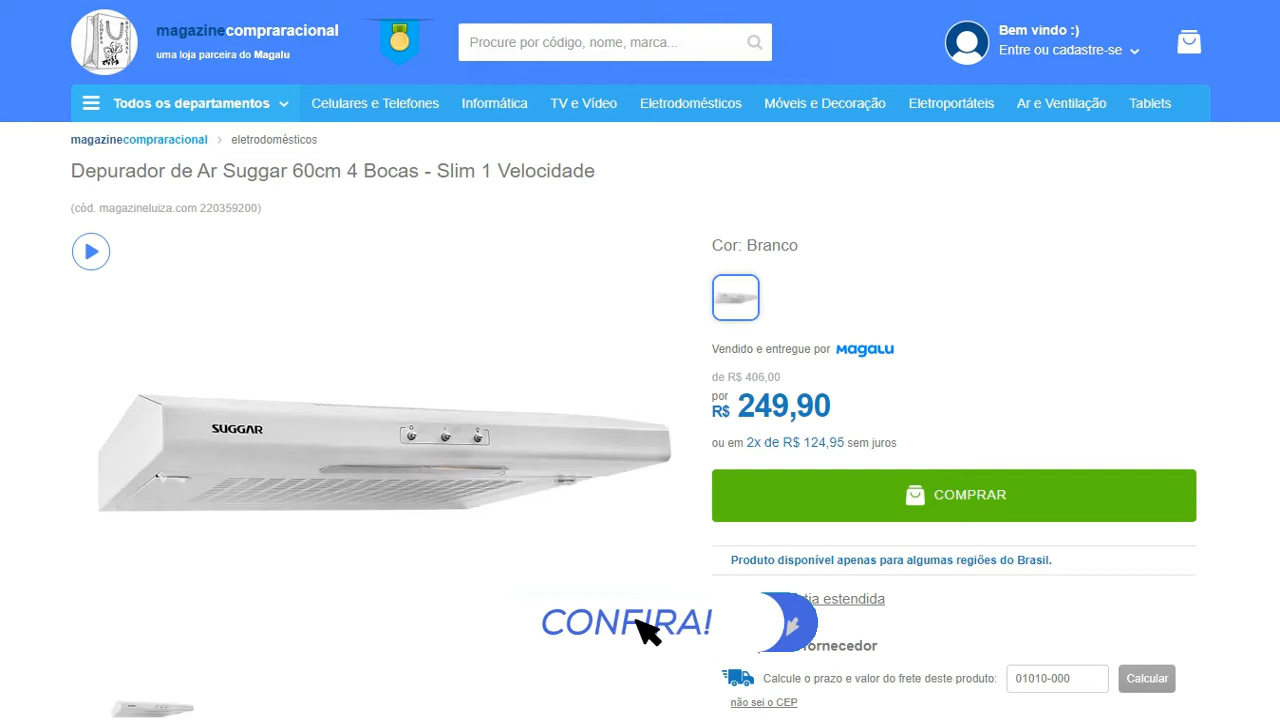 magazinecompraracional
uma loja parceira do Magalu
Procure por código, nome, marca...
Bem vindo :)
Entre ou cadastre-se
Todos os departamentos
Celulares e Telefones
Informática
TV e Vídeo
Eletrodomésticos
Móveis e Decoração
Eletroportáteis
Ar e Ventilação
Tablets
magazinecompraracional > eletrodomésticos
Depurador de Ar Suggar 60cm 4 Bocas - Slim 1 Velocidade
(cód. magazineluiza.com 220359200)
Cor: Branco
Vendido e entregue por magalu
de R$ 406,00
por
R$ 249,90
ou em 2x de R$ 124,95 sem juros
SUGGAR
COMPRAR
Produto disponível apenas para algumas regiões do Brasil.
estendida
CONFIRA!
Calcule o prazo e valor do frete deste produto:
01010-000
Calcular
não sei o CEP